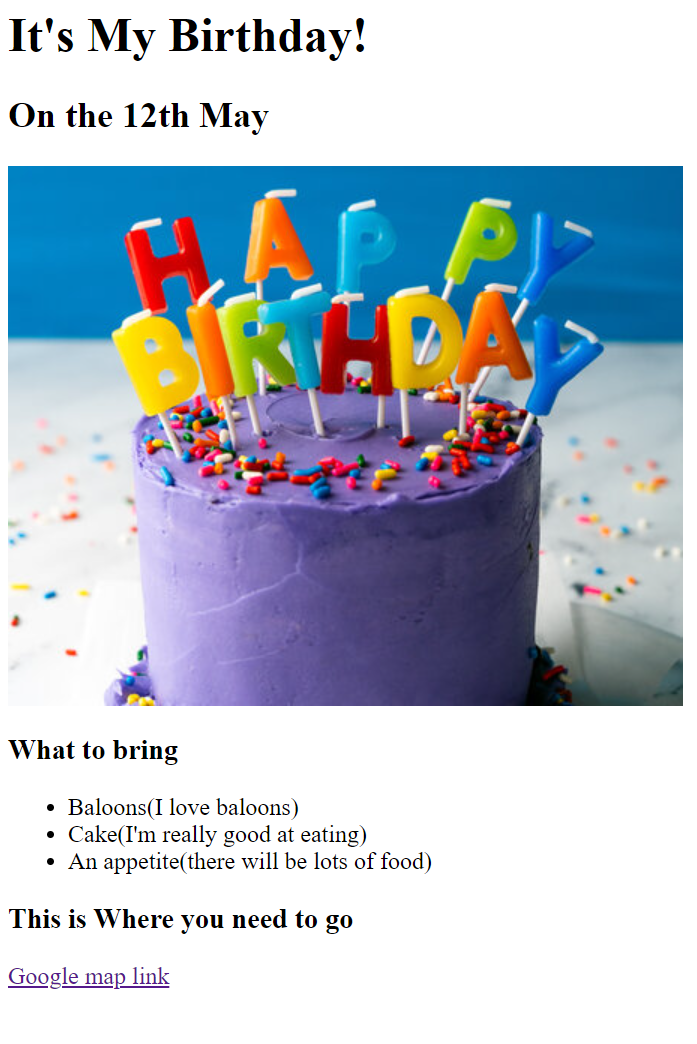 It's My Birthday!
On the 12th May
HAPPY
BIRTHDAY
What to bring
Baloons(I love baloons)
Cake(I'm really good at eating)
An appetite(there will be lots of food)
This is Where you need to go
Google map link